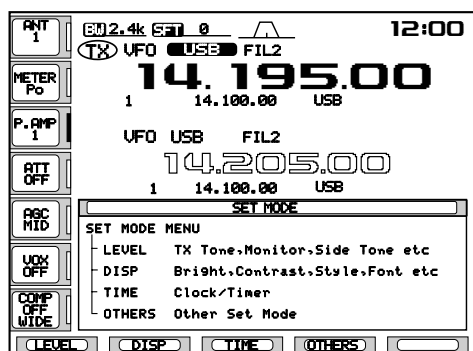 ANT
1
BW 2.4k SFT 0
12:00
TX VFO USB FIL2
METER
Po
14.195.00
1 14.100.00 USB
P.AMP
1
VFO USB FIL2
14.205.00
ATT
OFF
1 14.100.00 USB
AGC
MID
SET MODE
SET MODE MENU
LEVEL TX Tone,Monitor,Side Tone etc
VOX
OFF
DISP Bright,Contrast,Style,Font etc
TIME Clock/Timer
COMP
OFF
WIDE
OTHERS Other Set Mode
LEVEL DISP TIME OTHERS